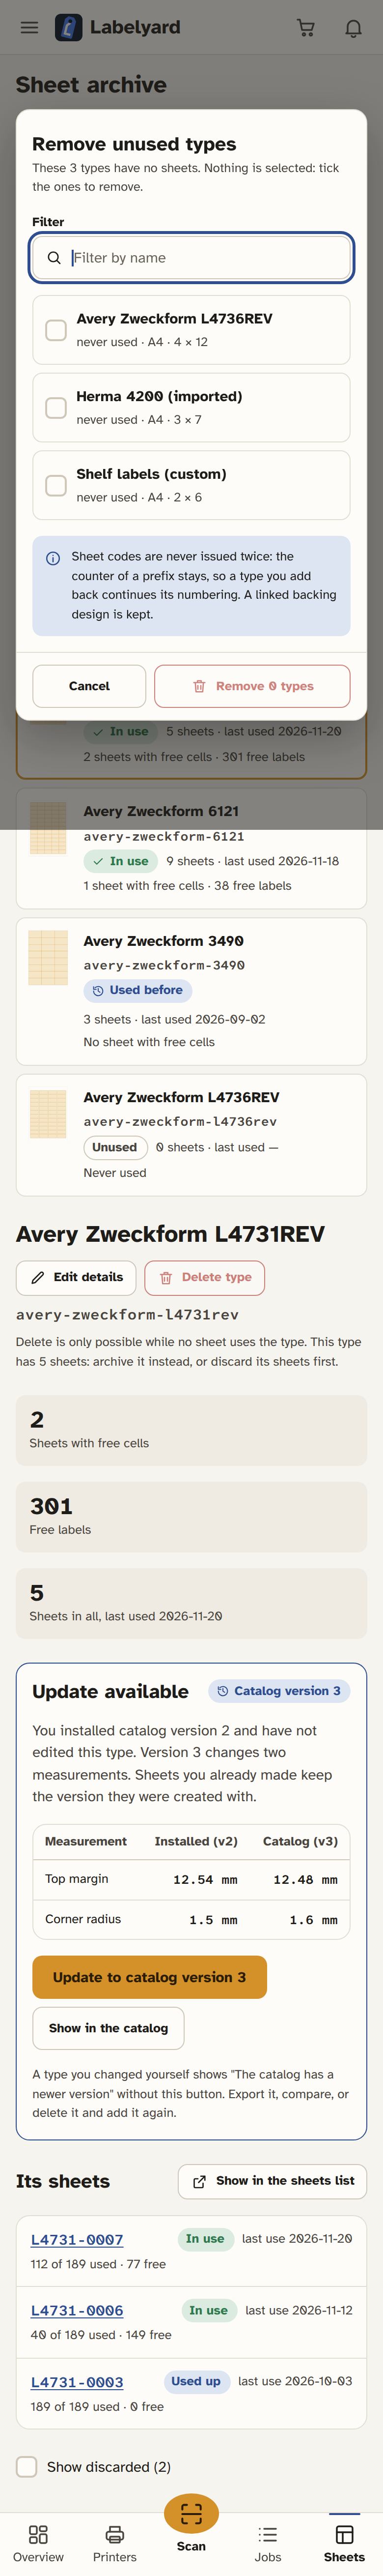 Labelyard
Sheet archive
Remove unused types
These 3 types have no sheets. Nothing is selected: tick
the ones to remove.
Filter
Filter by name
Avery Zweckform L4736REV
never used · A4 · 4 × 12
Herma 4200 (imported)
never used · A4 · 3 × 7
Shelf labels (custom)
never used · A4 · 2 × 6
Sheet codes are never issued twice: the
counter of a prefix stays, so a type you add
back continues its numbering. A linked backing
design is kept.
Cancel
Remove 0 types
In use 5 sheets · last used 2026-11-20
2 sheets with free cells · 301 free labels
Avery Zweckform 6121
avery-zweckform-6121
In use 9 sheets · last used 2026-11-18
1 sheet with free cells · 38 free labels
Avery Zweckform 3490
avery-zweckform-3490
Used before
3 sheets · last used 2026-09-02
No sheet with free cells
Avery Zweckform L4736REV
avery-zweckform-l4736rev
Unused 0 sheets · last used —
Never used
Avery Zweckform L4731REV
Edit details
Delete type
avery-zweckform-l4731rev
Delete is only possible while no sheet uses the type. This type
has 5 sheets: archive it instead, or discard its sheets first.
2
Sheets with free cells
301
Free labels
5
Sheets in all, last used 2026-11-20
Update available
Catalog version 3
You installed catalog version 2 and have not
edited this type. Version 3 changes two
measurements. Sheets you already made keep
the version they were created with.
Measurement Installed (v2) Catalog (v3)
Top margin 12.54 mm 12.48 mm
Corner radius 1.5 mm 1.6 mm
Update to catalog version 3
Show in the catalog
A type you changed yourself shows "The catalog has a
newer version" without this button. Export it, compare, or
delete it and add it again.
Its sheets
Show in the sheets list
L4731-0007 In use last use 2026-11-20
112 of 189 used · 77 free
L4731-0006 In use last use 2026-11-12
40 of 189 used · 149 free
L4731-0003 Used up last use 2026-10-03
189 of 189 used · 0 free
Show discarded (2)
Overview
Printers
Scan
Jobs
Sheets